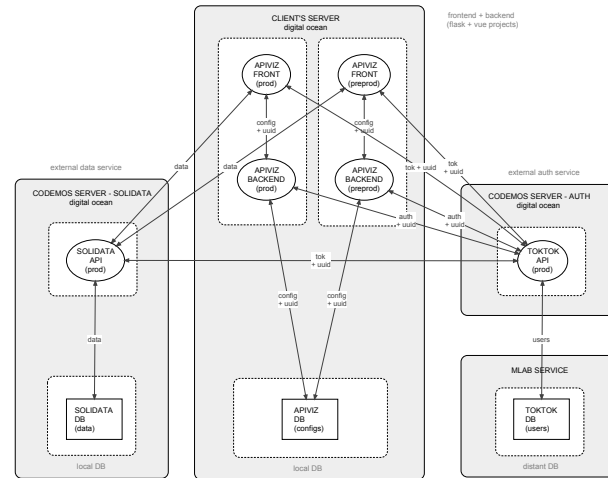 CLIENT'S SERVER
digital ocean
frontend + backend
(flask + vue projects)
APIVIZ
FRONT
(prod)
APIVIZ
FRONT
(preprod)
config
+ uuid
config
+ uuid
data
data
tok + uuid
tok
+ uuid
APIVIZ
BACKEND
(prod)
APIVIZ
BACKEND
(preprod)
external data service
external auth service
CODEMOS SERVER - SOLIDATA
digital ocean
CODEMOS SERVER - AUTH
digital ocean
auth
+ uuid
auth
+ uuid
SOLIDATA
API
(prod)
tok
+ uuid
TOKTOK
API
(prod)
config
+ uuid
config
+ uuid
data
users
MLAB SERVICE
SOLIDATA
DB
(data)
APIVIZ
DB
(configs)
TOKTOK
DB
(users)
local DB
local DB
distant DB